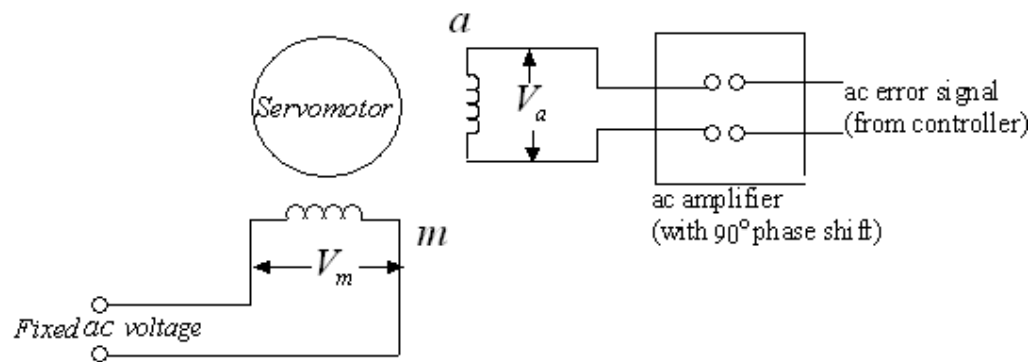 a
Servomotor
V_a
ac error signal
(from controller)
ac amplifier
(with 90° phase shift)
m
V_m
Fixed ac voltage